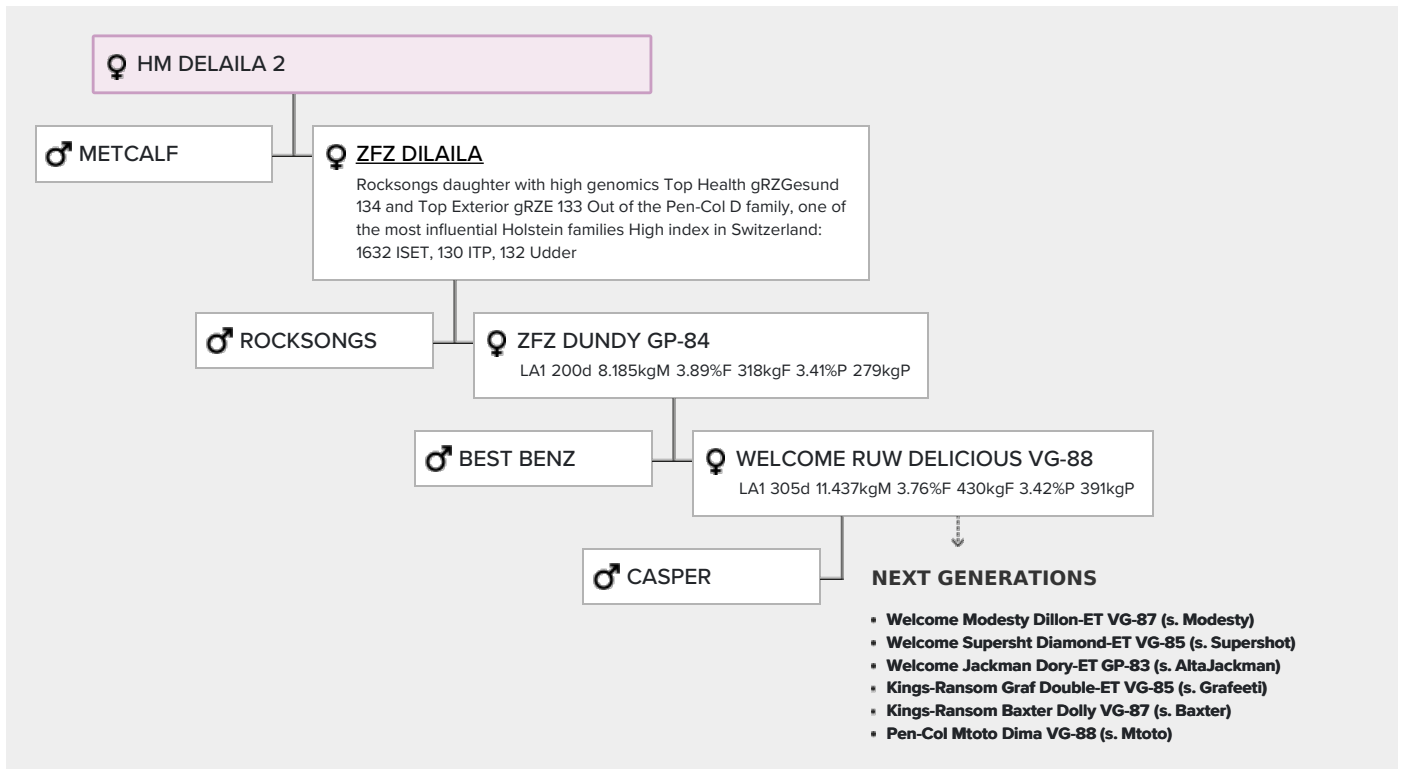 HM DELAILA 2
METCALF
ZFZ DILAILA
Rocksongs daughter with high genomics Top Health gRZGesund
134 and Top Exterior gRZE 133 Out of the Pen-Col D family, one of
the most influential Holstein families High index in Switzerland:
1632 ISET, 130 ITP, 132 Udder
ROCKSONGS
ZFZ DUNDY GP-84
LA1 200d 8.185kgM 3.89%F 318kgF 3.41%P 279kgP
BEST BENZ
WELCOME RUW DELICIOUS VG-88
LA1 305d 11.437kgM 3.76%F 430kgF 3.42%P 391kgP
CASPER
NEXT GENERATIONS
Welcome Modesty Dillon-ET VG-87 (s. Modesty)
Welcome Supersht Diamond-ET VG-85 (s. Supershot)
Welcome Jackman Dory-ET GP-83 (s. AltaJackman)
Kings-Ransom Graf Double-ET VG-85 (s. Grafeeti)
Kings-Ransom Baxter Dolly VG-87 (s. Baxter)
Pen-Col Mtoto Dima VG-88 (s. Mtoto)